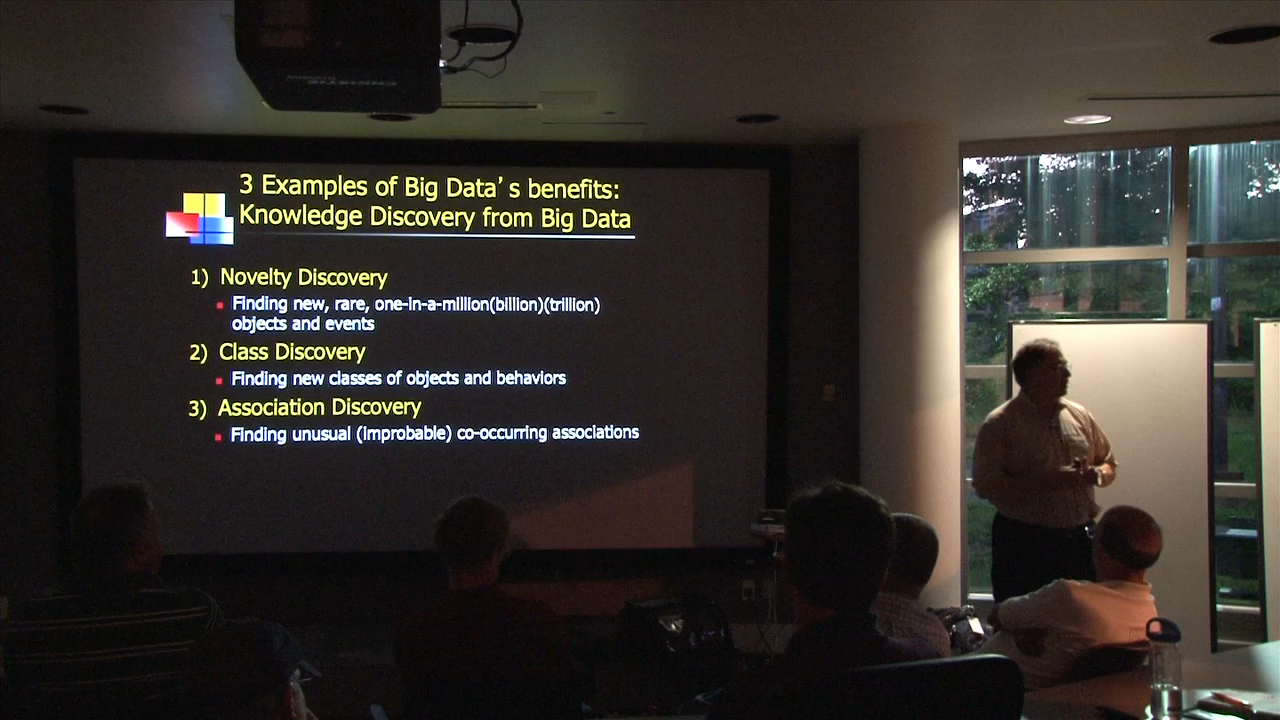 CHRISTIE
3 Examples of Big Data’s benefits:
Knowledge Discovery from Big Data
1) Novelty Discovery
Finding new, rare, one-in-a-million(billion)(trillion)
objects and events
2) Class Discovery
Finding new classes of objects and behaviors
3) Association Discovery
Finding unusual (improbable) co-occurring associations